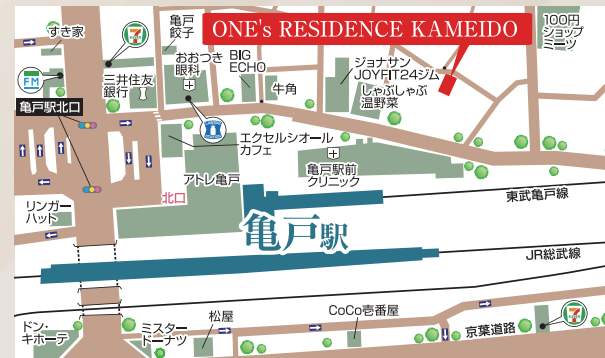 ONE's RESIDENCE KAMEIDO
すき家
亀戸
餃子
100円
ショップ
ミーツ
FM
三井住友
銀行
おおつき
眼科
BIG
ECHO
牛角
ジョナサン
JOYFIT24ジム
しゃぶしゃぶ
温野菜
亀戸駅北口
エクセルシオール
カフェ
アトレ亀戸
亀戸駅前
クリニック
北口
リンガー
ハット
東武亀戸線
亀戸駅
JR総武線
ドン・
キホーテ
ミスター
ドーナツ
松屋
CoCo壱番屋
京葉道路